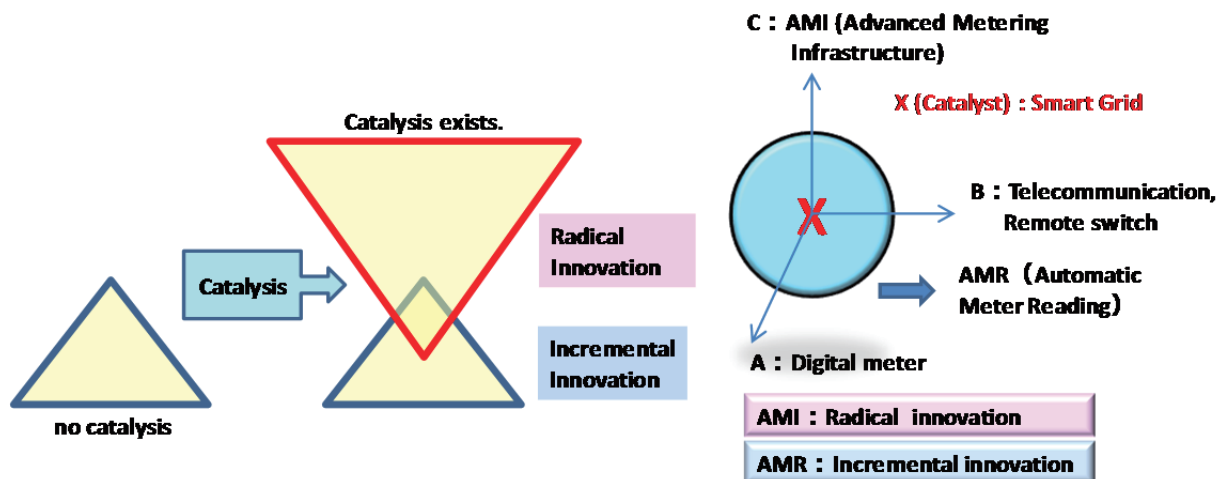 no catalysis
Catalysis
Catalysis exists.
Radical
Innovation
Incremental
Innovation
C：AMI (Advanced Metering
Infrastructure)
X (Catalyst) : Smart Grid
X
B：Telecommunication,
Remote switch
AMR（Automatic
Meter Reading）
A：Digital meter
AMI：Radical innovation
AMR：Incremental innovation